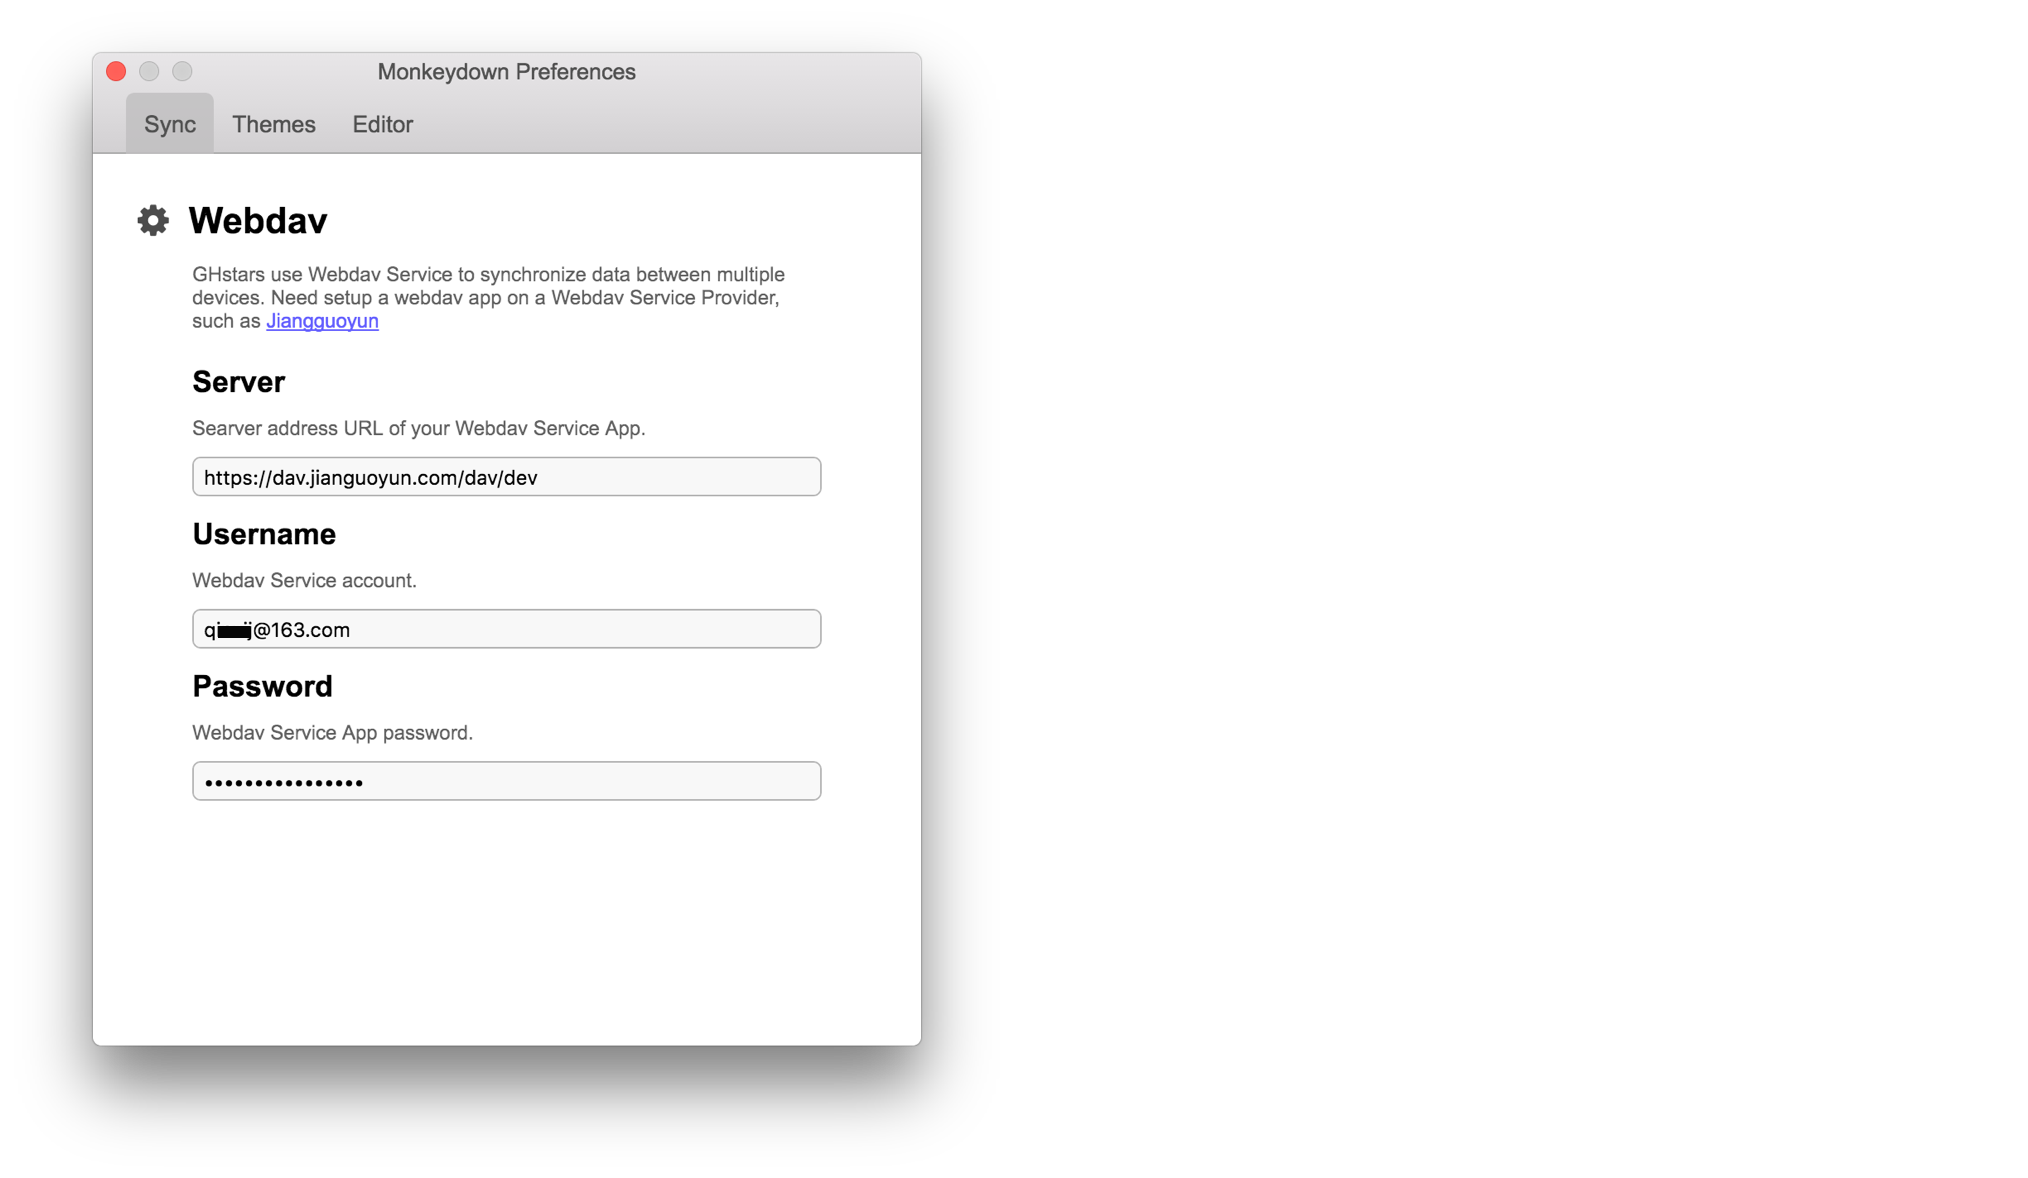 Monkeydown Preferences
Sync Themes Editor
Webdav
GHstars use Webdav Service to synchronize data between multiple
devices. Need setup a webdav app on a Webdav Service Provider,
such as Jiangguoyun
Server
Searver address URL of your Webdav Service App.
https://dav.jianguoyun.com/dav/dev
Username
Webdav Service account.
@163.com
Password
Webdav Service App password.
••••••••••••••••